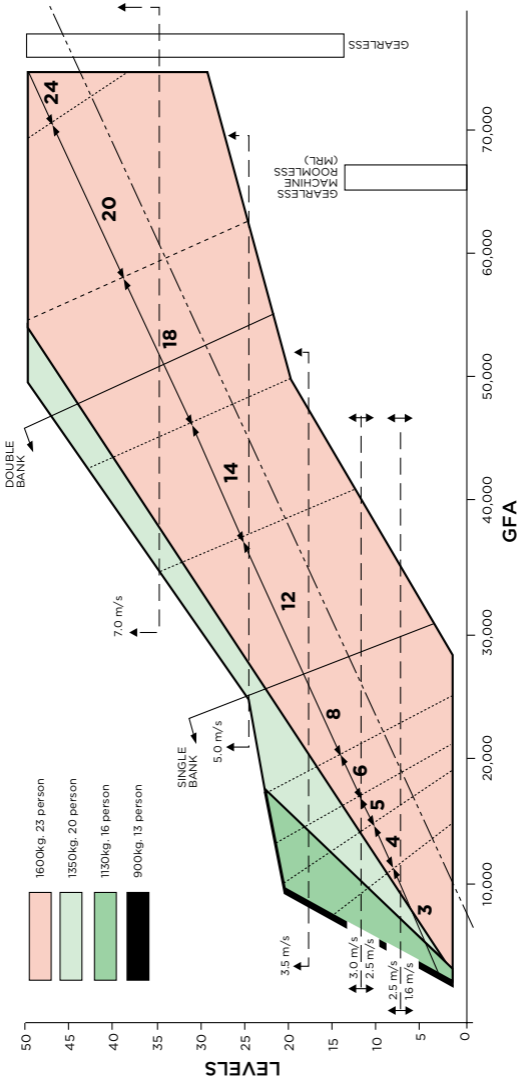 1600kg. 23 person
1350kg. 20 person
1130kg. 16 person
900kg. 13 person
LEVELS
50
45
40
35
30
25
20
15
10
5
0
GFA
10,000
20,000
30,000
40,000
50,000
60,000
70,000
SINGLE
BANK
DOUBLE
BANK
7.0 m/s
5.0 m/s
3.5 m/s
3.0 m/s
2.5 m/s
2.5 m/s
1.6 m/s
3
4
5
6
8
12
14
18
20
24
GEARLESS
GEARLESS
MACHINE
ROOMLESS
(MRL)